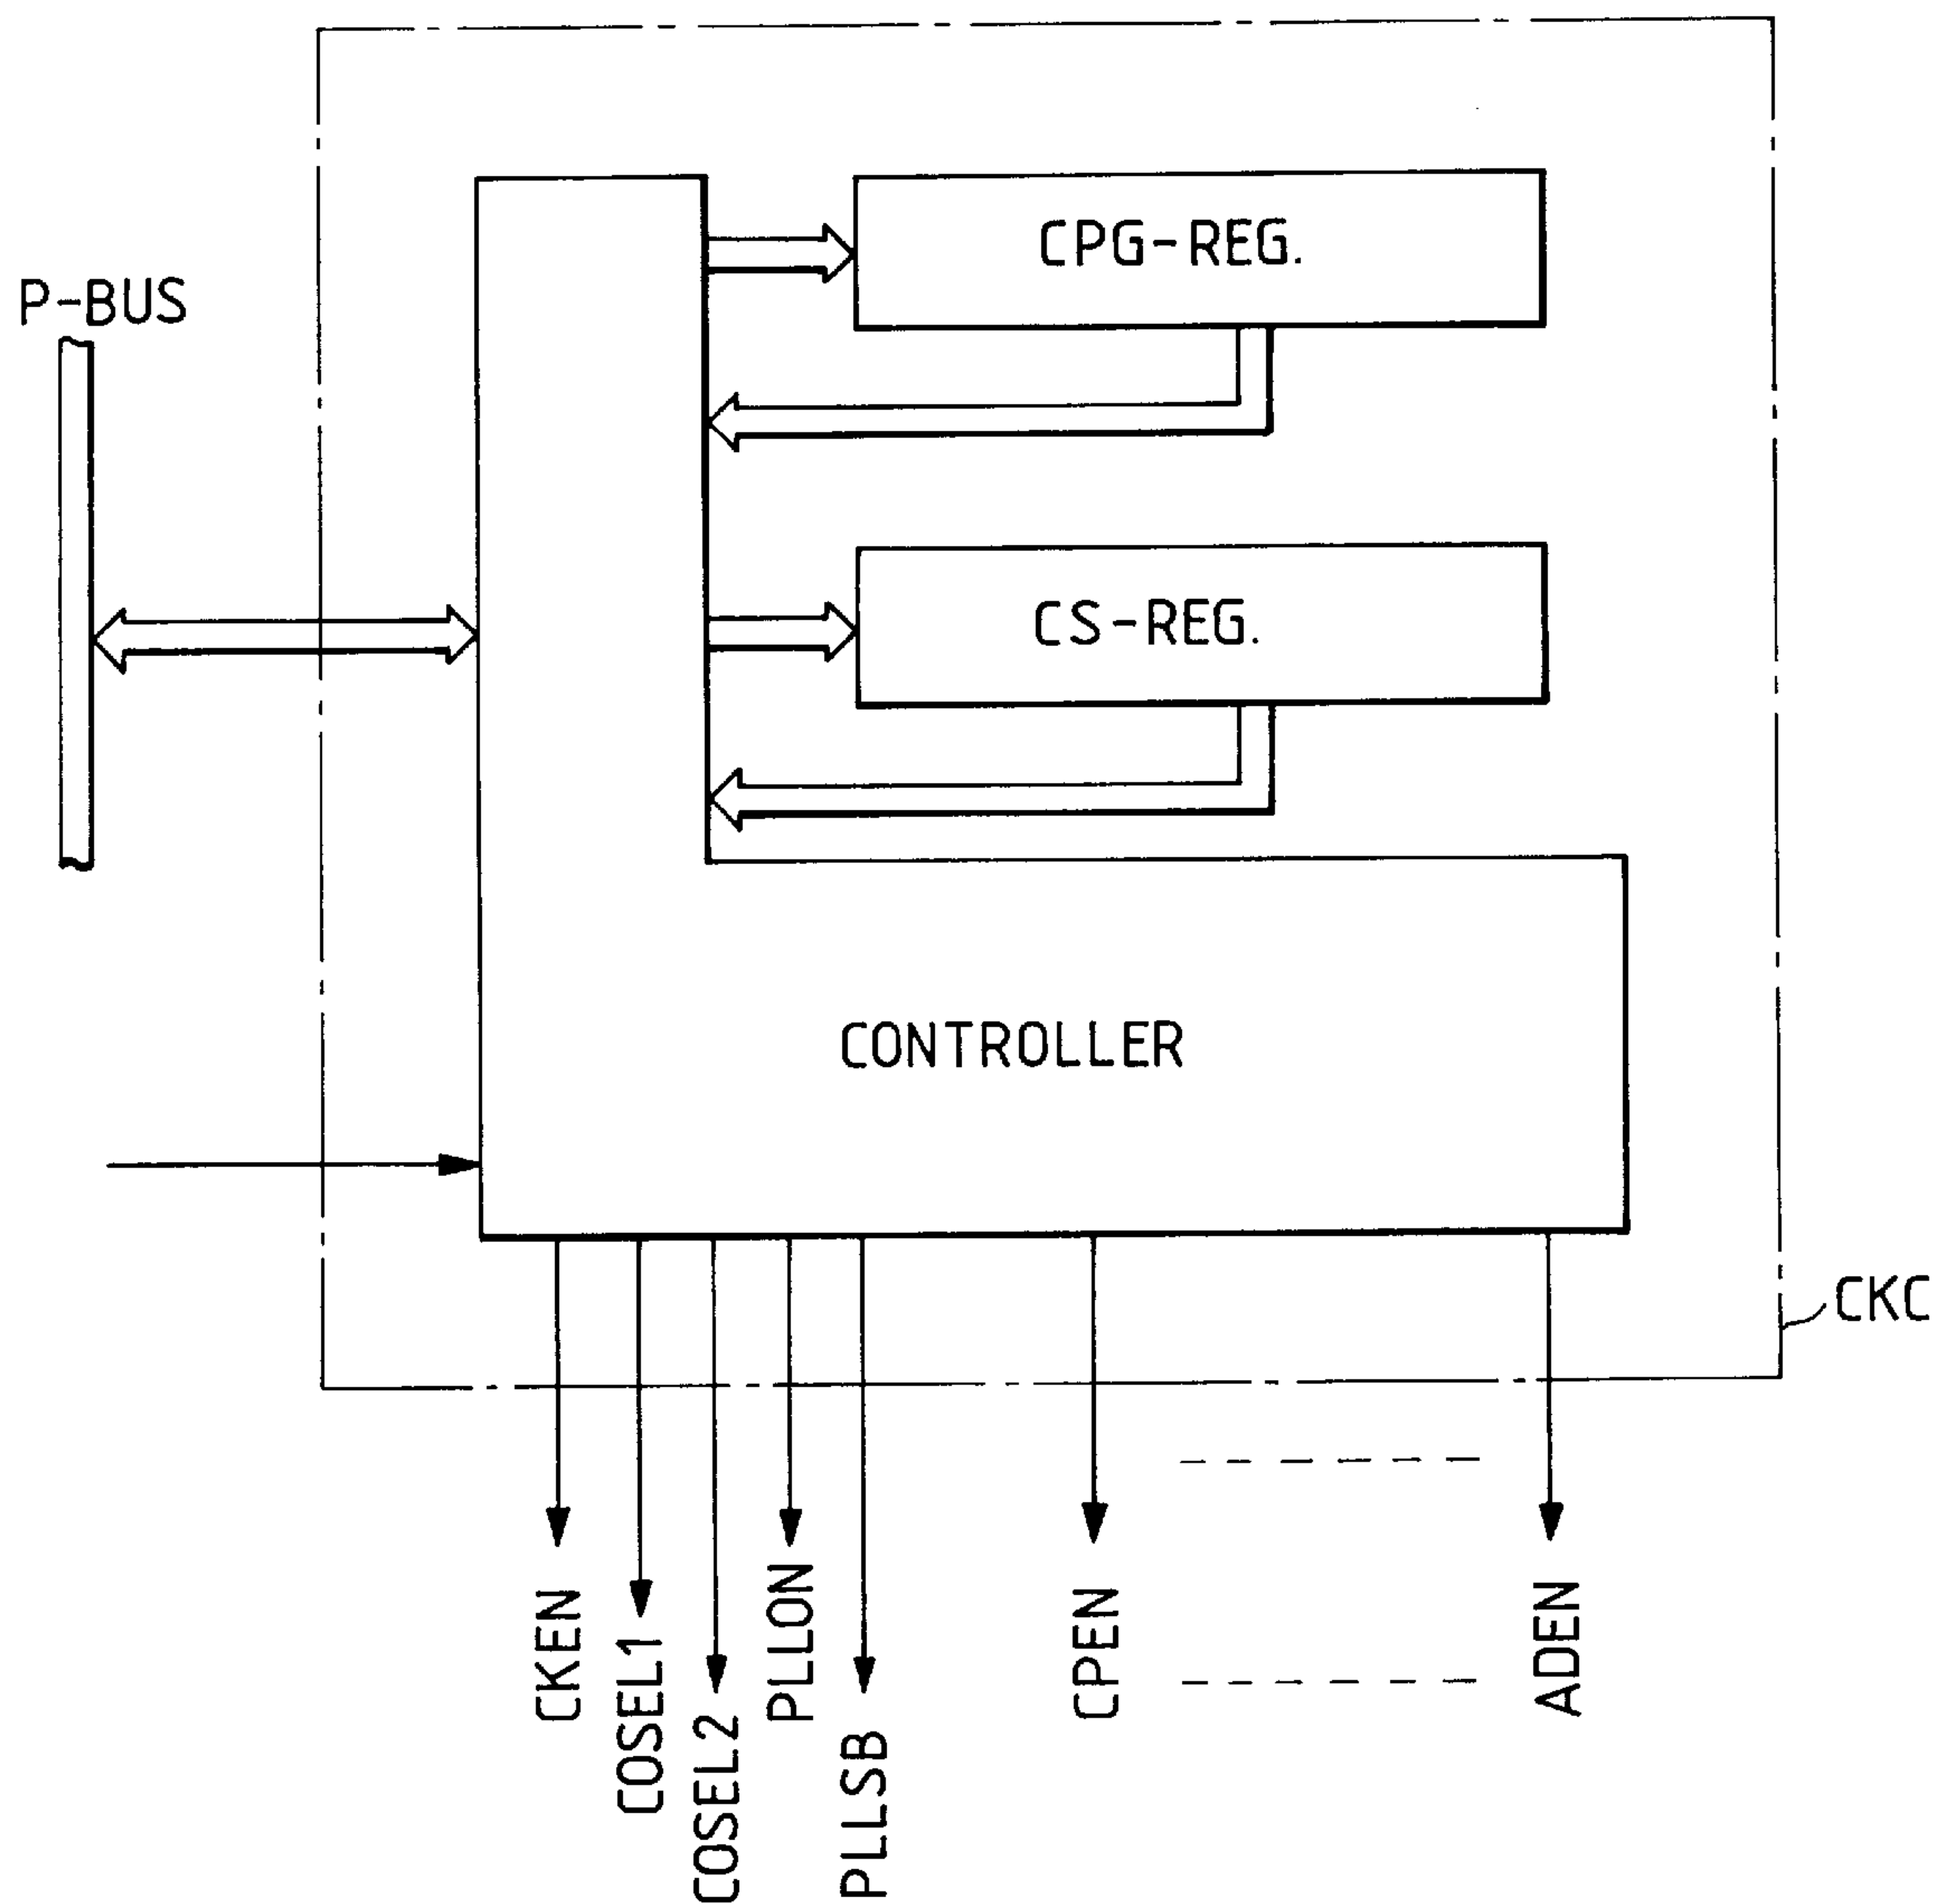 CPG-REG.
P-BUS
CS-REG.
CONTROLLER
CKC
CKEN
COSEL1
COSEL2
PLLON
PLLSB
CPEN
ADEN